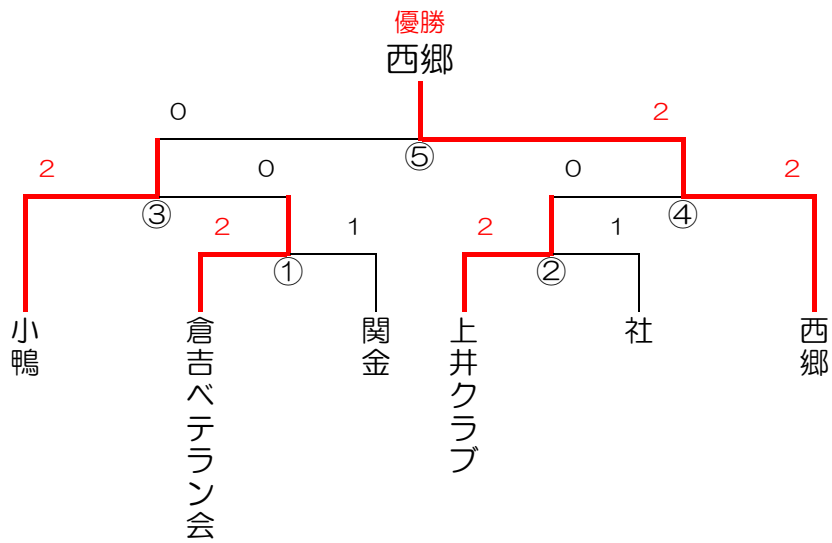 優勝
西郷
0 2
⑤
2 0 0 2
③ ④
2 1 2 1
① ②
小鴨
倉吉ベテラン会
関金
上井クラブ
社
西郷